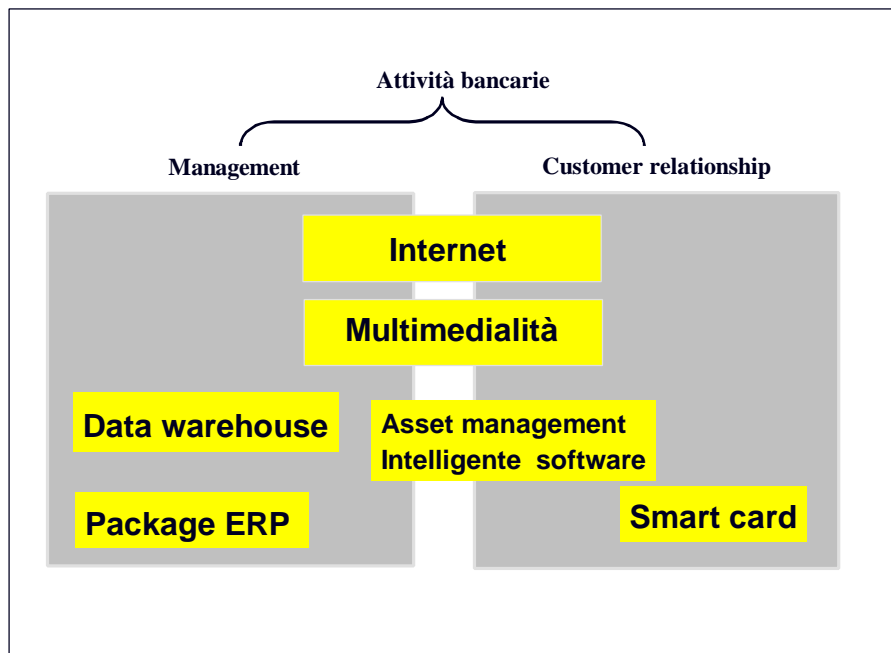 Attività bancarie
Management
Customer relationship
Internet
Multimedialità
Data warehouse
Asset management
Intelligente software
Package ERP
Smart card